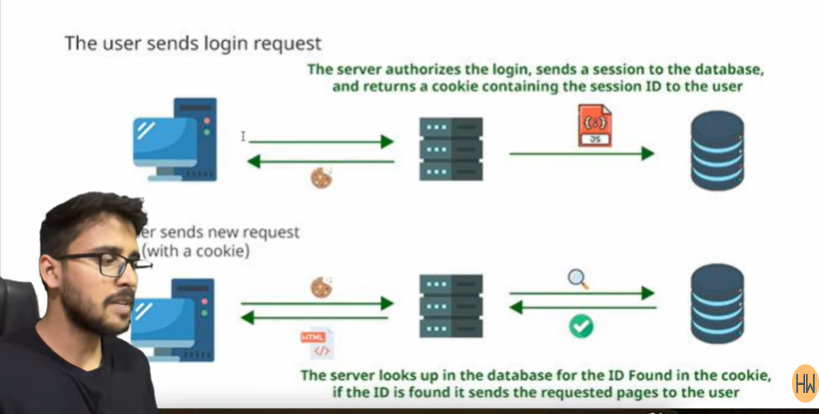 The user sends login request
The server authorizes the login, sends a session to the database,
and returns a cookie containing the session ID to the user
JS
er sends new request
(with a cookie)
HTML
The server looks up in the database for the ID Found in the cookie,
if the ID is found it sends the requested pages to the user
HW